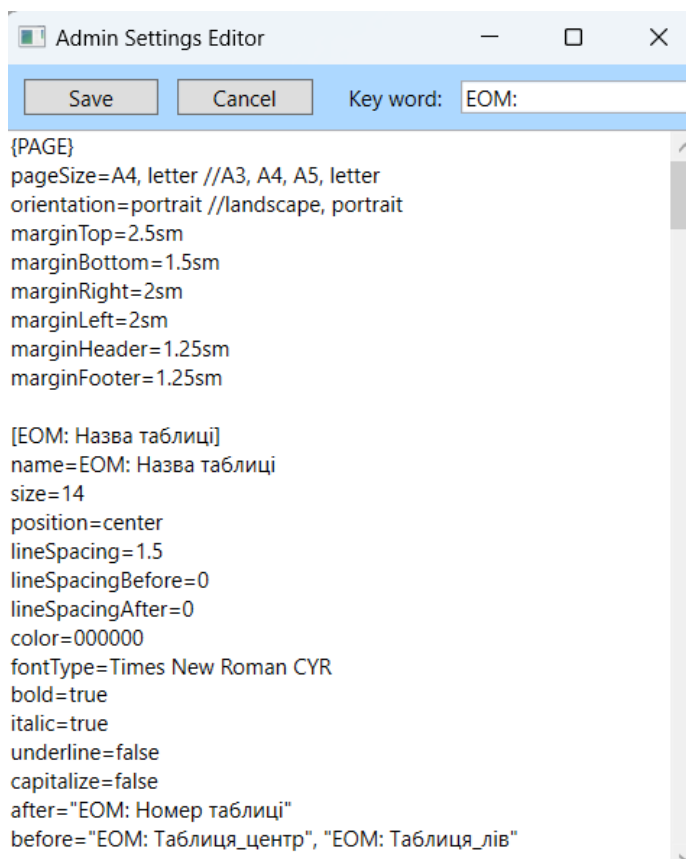 Admin Settings Editor
Save Cancel Key word: EOM:
{PAGE}
pageSize=A4, letter //A3, A4, A5, letter
orientation=portrait //landscape, portrait
marginTop=2.5sm
marginBottom=1.5sm
marginRight=2sm
marginLeft=2sm
marginHeader=1.25sm
marginFooter=1.25sm
[EOM: Назва таблиці]
name=EOM: Назва таблиці
size=14
position=center
lineSpacing=1.5
lineSpacingBefore=0
lineSpacingAfter=0
color=000000
fontType=Times New Roman CYR
bold=true
italic=true
underline=false
capitalize=false
after="EOM: Номер таблиці"
before="EOM: Таблиця_центр", "EOM: Таблиця_лів"